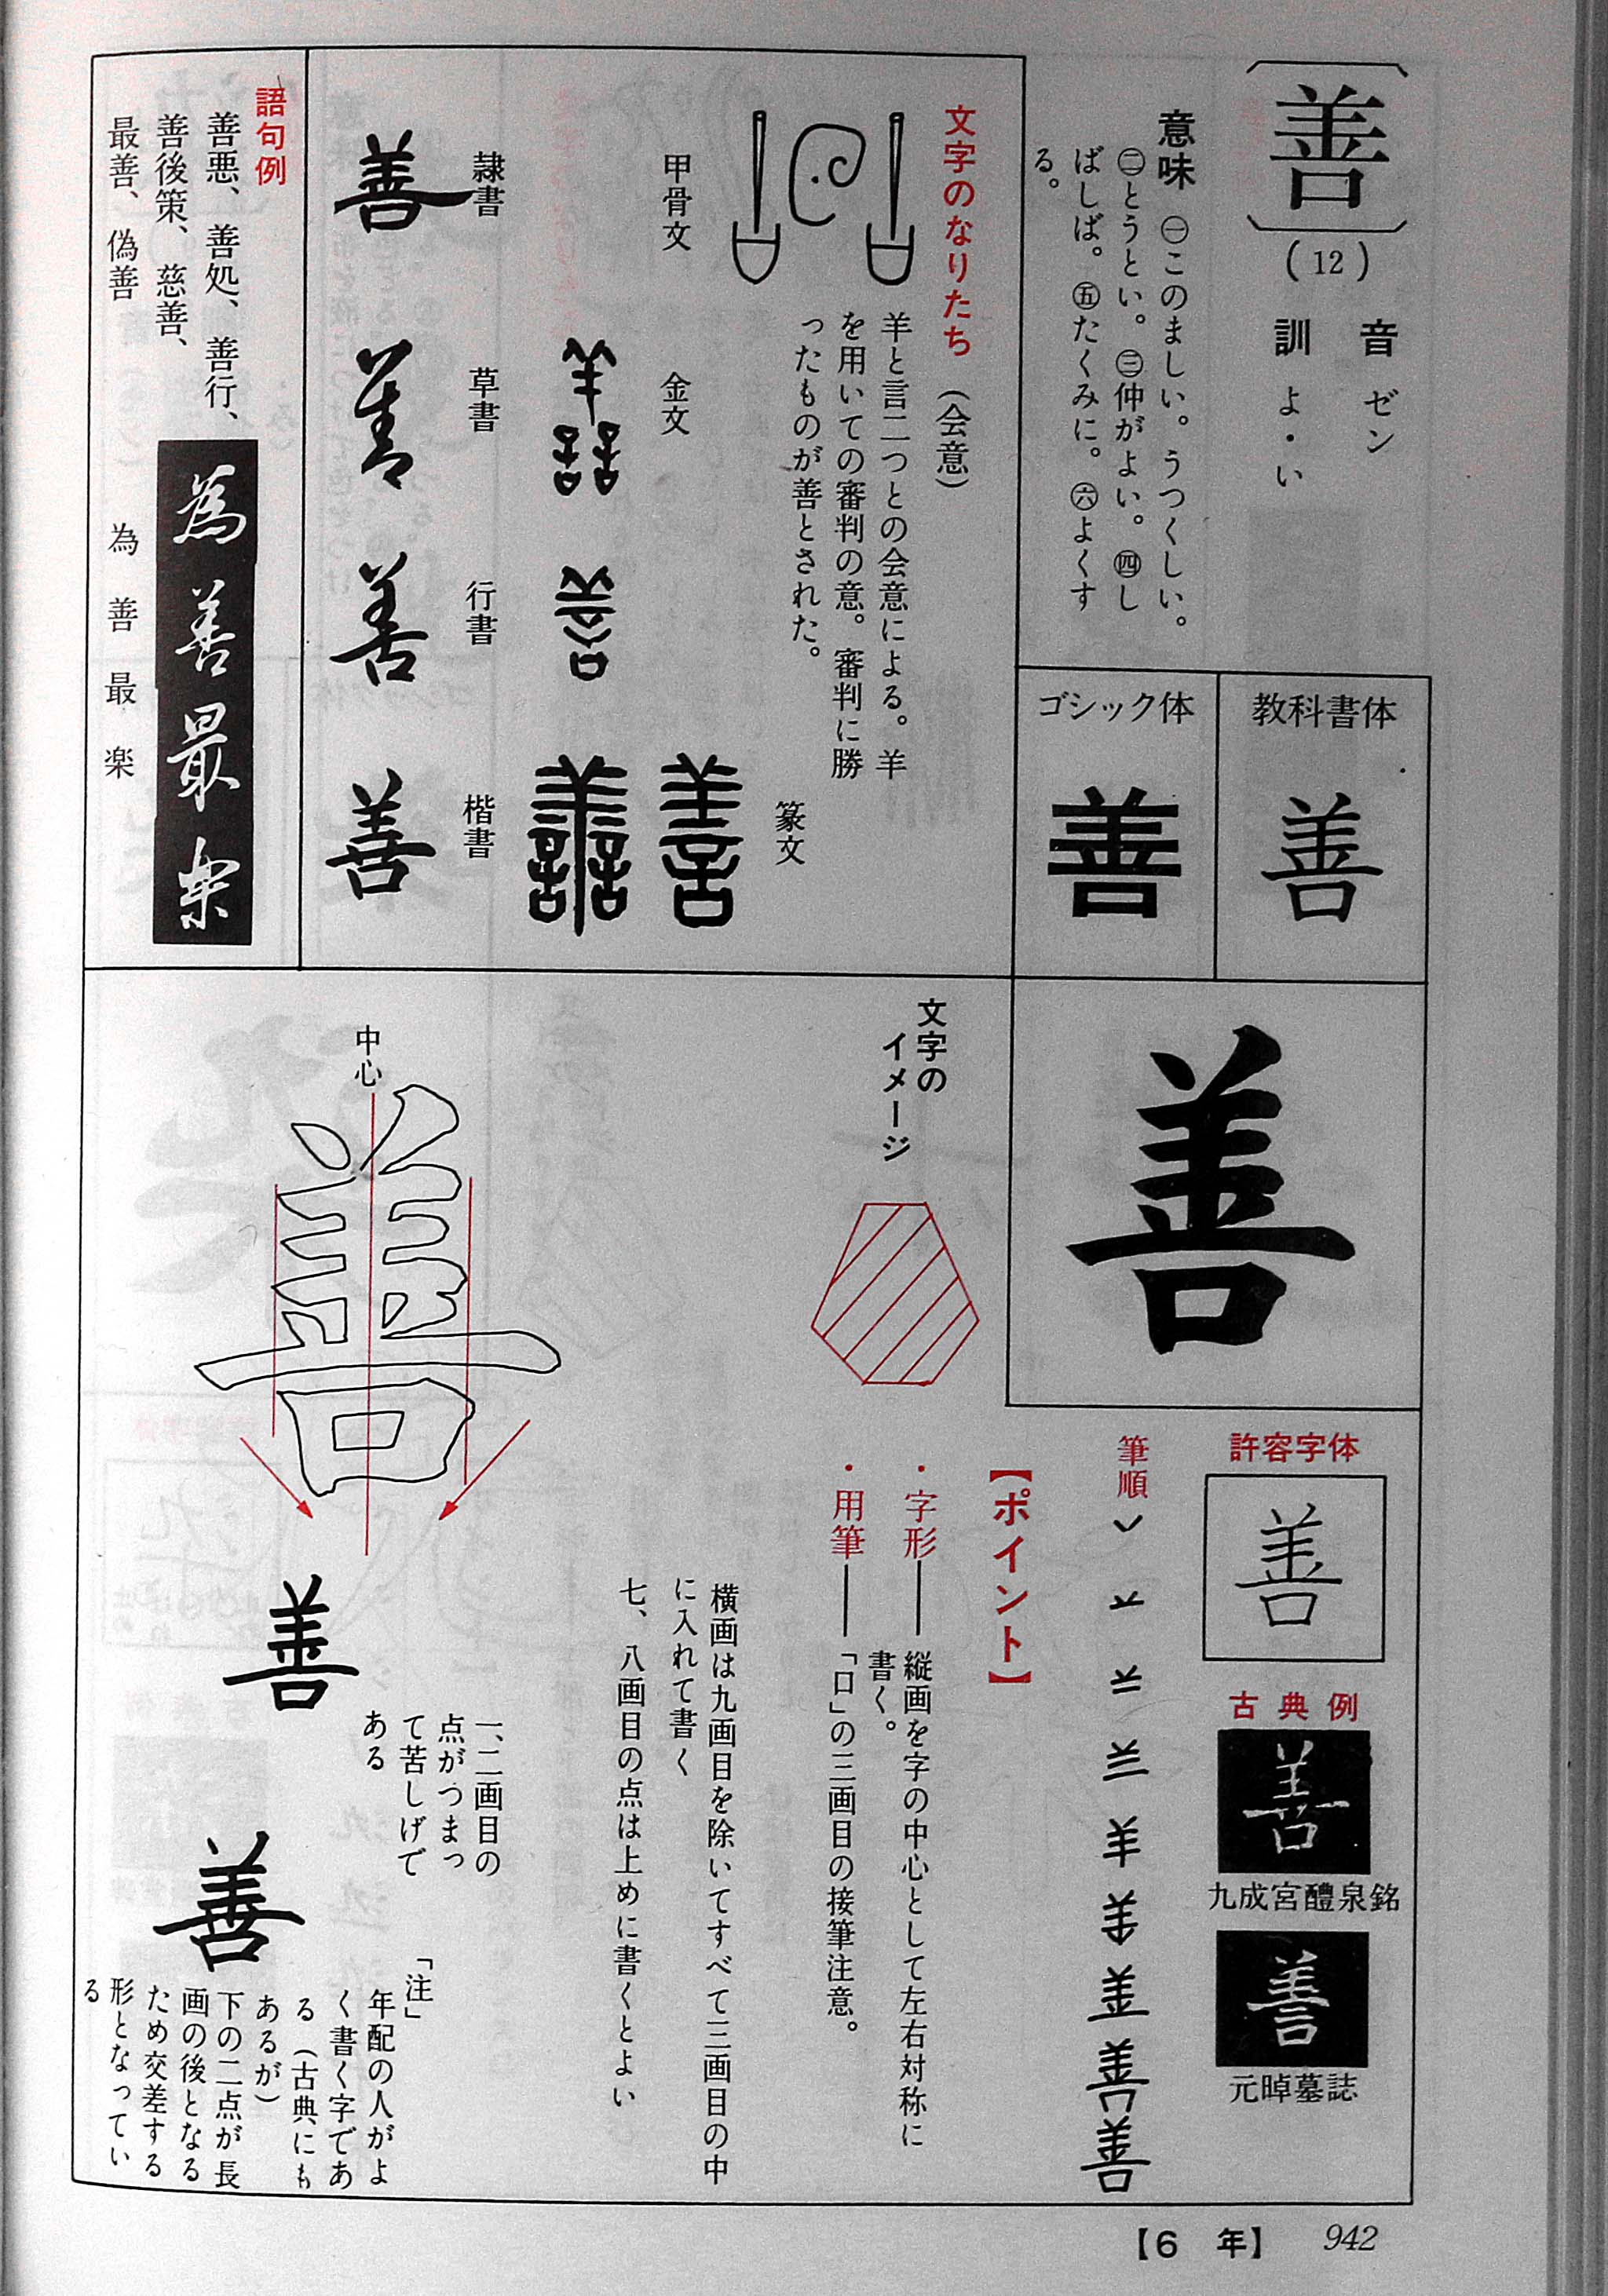 善
(12)
音 ゼン
訓 よ・い
意味 ㊀このましい。うつくしい。
㊁とうとい。㊂仲がよい。㊃し
ばしば。㊄たくみに。㊅よくす
る。
教科書体
善
ゴシック体
善
文字のなりたち(会意)
羊と言二つとの会意による。羊
を用いての審判の意。審判に勝
ったものが善とされた。
甲骨文
金文
篆文
隷書
善
草書
善
行書
善
楷書
善
語句例
善悪、善処、善行、
善後策、慈善、
最善、偽善
為善最楽
為善最楽
善
許容字体
善
古典例
善
九成宮醴泉銘
善
元晫墓誌
筆順
文字の
イメージ
【ポイント】
・字形―縦画を字の中心として左右対称に
書く。
・用筆―「口」の三画目の接筆注意。
横画は九画目を除いてすべて三画目の中
に入れて書く
七、八画目の点は上めに書くとよい
中心
善
善
一、二画目の
点がつまっ
て苦しげで
ある
善
「注」
年配の人がよ
く書く字であ
る(古典にも
あるが)
下の二点が長
画の後となる
ため交差する
形となってい
る
【6 年】 942